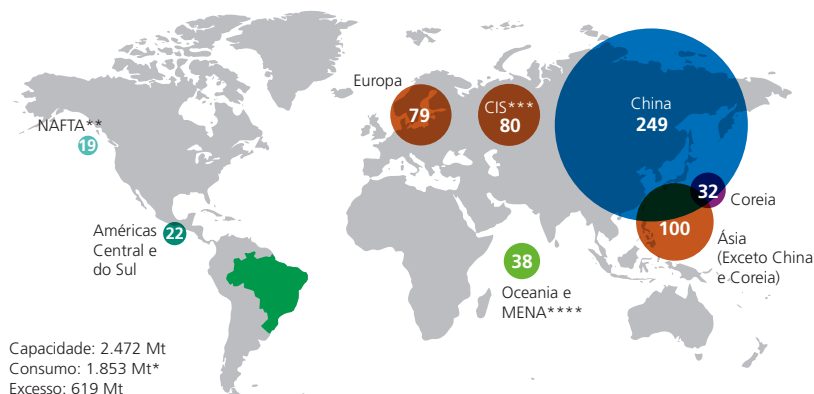 Europa
79
CIS***
80
China
249
NAFTA**
19
32
Coreia
Américas
Central e
do Sul
22
100
Ásia
(Exceto China
e Coreia)
38
Oceania e
MENA****
Capacidade: 2.472 Mt
Consumo: 1.853 Mt*
Excesso: 619 Mt